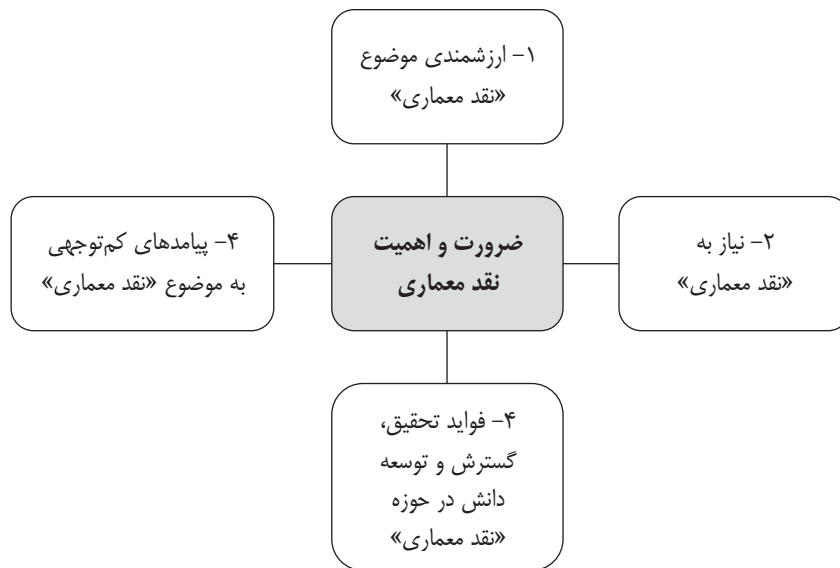 ۱- ارزشمندی موضوع
«نقد معماری»
ضرورت و اهمیت
نقد معماری
۲- نیاز به
«نقد معماری»
۴- پیامدهای کم‌توجهی
به موضوع «نقد معماری»
۴- فواید تحقیق،
گسترش و توسعه
دانش در حوزه
«نقد معماری»